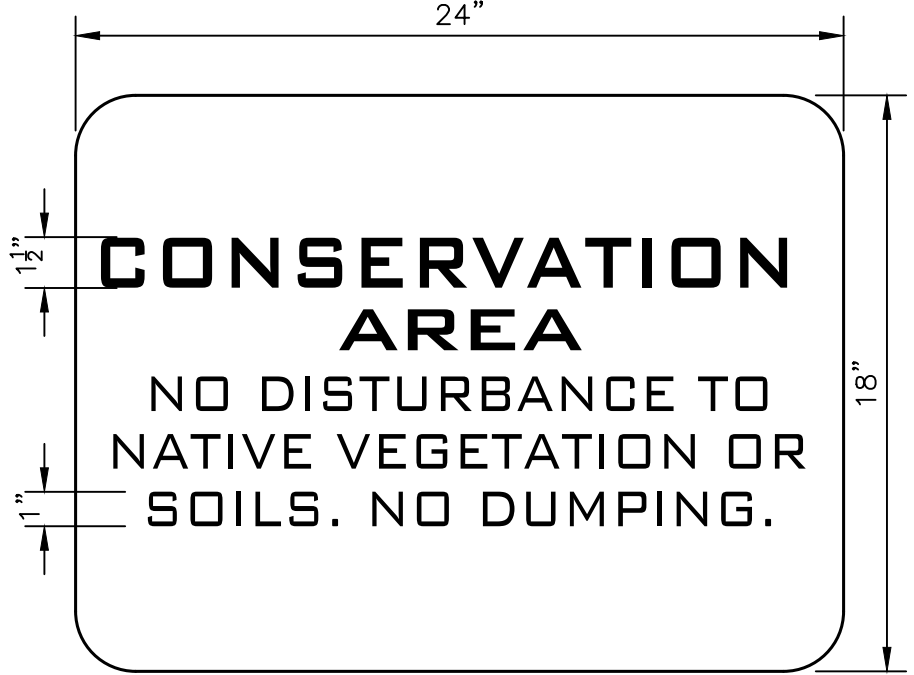 24"
CONSERVATION
AREA
NO DISTURBANCE TO
NATIVE VEGETATION OR
SOILS. NO DUMPING.
1½"
1"
18"